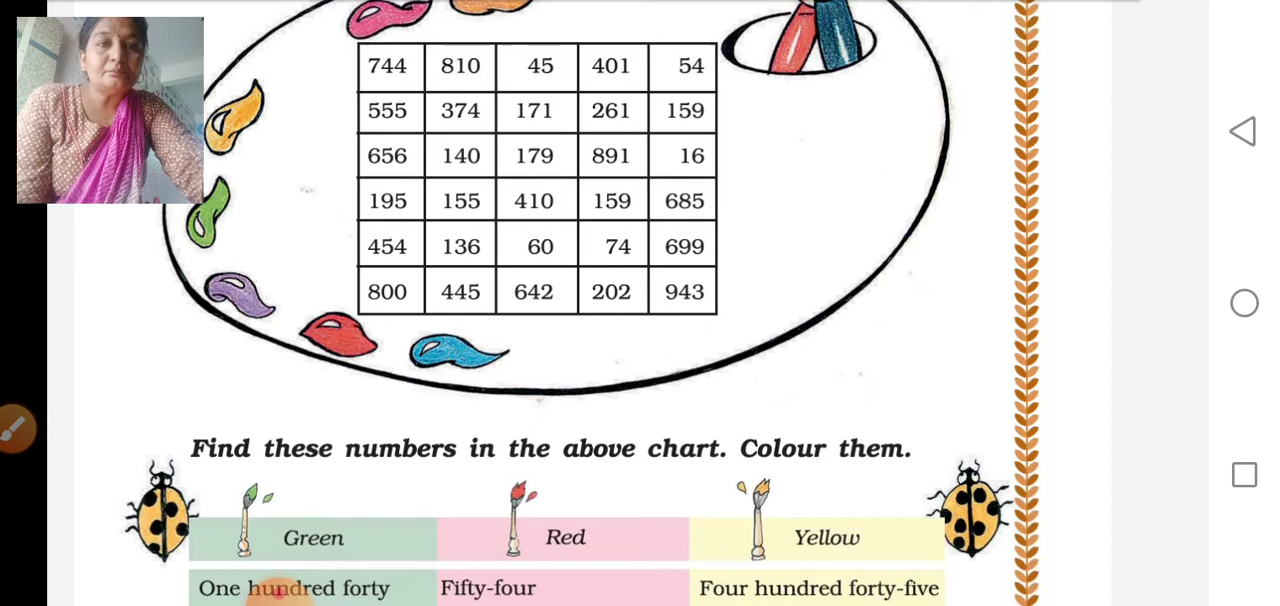 744 810 45 401 54
555 374 171 261 159
656 140 179 891 16
195 155 410 159 685
454 136 60 74 699
800 445 642 202 943
Find these numbers in the above chart. Colour them.
Green Red Yellow
One hundred forty Fifty-four Four hundred forty-five